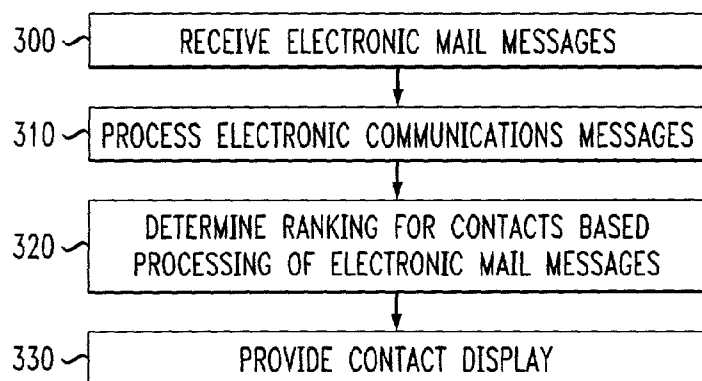 300 RECEIVE ELECTRONIC MAIL MESSAGES
310 PROCESS ELECTRONIC COMMUNICATIONS MESSAGES
320 DETERMINE RANKING FOR CONTACTS BASED
PROCESSING OF ELECTRONIC MAIL MESSAGES
330 PROVIDE CONTACT DISPLAY